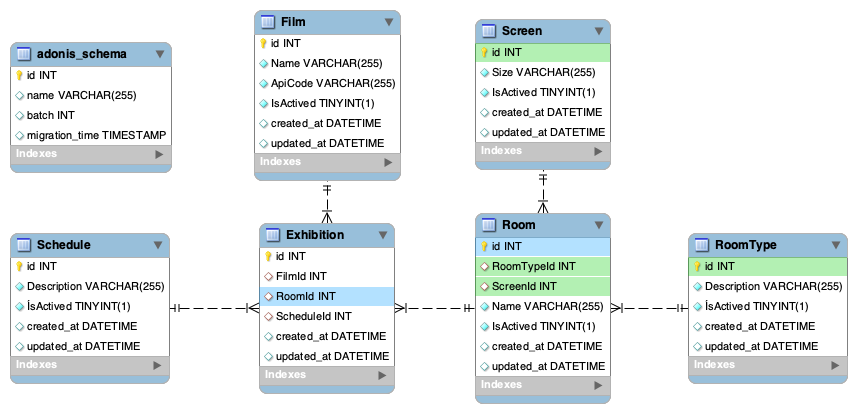 adonis_schema
id INT
name VARCHAR(255)
batch INT
migration_time TIMESTAMP
Indexes
Film
id INT
Name VARCHAR(255)
ApiCode VARCHAR(255)
IsActived TINYINT(1)
created_at DATETIME
updated_at DATETIME
Indexes
Screen
id INT
Size VARCHAR(255)
IsActived TINYINT(1)
created_at DATETIME
updated_at DATETIME
Indexes
Schedule
id INT
Description VARCHAR(255)
İsActived TINYINT(1)
created_at DATETIME
updated_at DATETIME
Indexes
Exhibition
id INT
FilmId INT
RoomId INT
ScheduleId INT
created_at DATETIME
updated_at DATETIME
Indexes
Room
id INT
RoomTypeId INT
ScreenId INT
Name VARCHAR(255)
IsActived TINYINT(1)
created_at DATETIME
updated_at DATETIME
Indexes
RoomType
id INT
Description VARCHAR(255)
İsActived TINYINT(1)
created_at DATETIME
updated_at DATETIME
Indexes